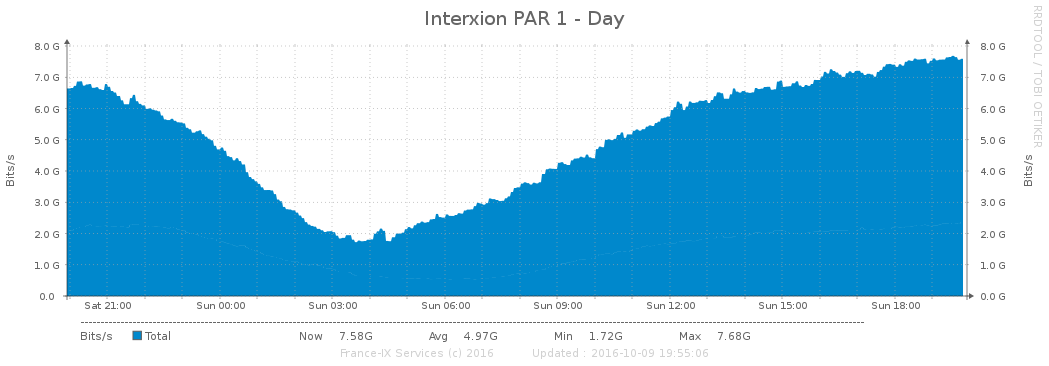 Interxion PAR 1 - Day
RRDTOOL / TOBI OETIKER
Bits/s
8.0 G 8.0 G
7.0 G 7.0 G
6.0 G 6.0 G
5.0 G 5.0 G
4.0 G 4.0 G
3.0 G 3.0 G
2.0 G 2.0 G
1.0 G 1.0 G
0.0 0.0 G
Bits/s
Sat 21:00 Sun 00:00 Sun 03:00 Sun 06:00 Sun 09:00 Sun 12:00 Sun 15:00 Sun 18:00
Bits/s Total Now 7.58G Avg 4.97G Min 1.72G Max 7.68G
France-IX Services (c) 2016 Updated : 2016-10-09 19:55:06